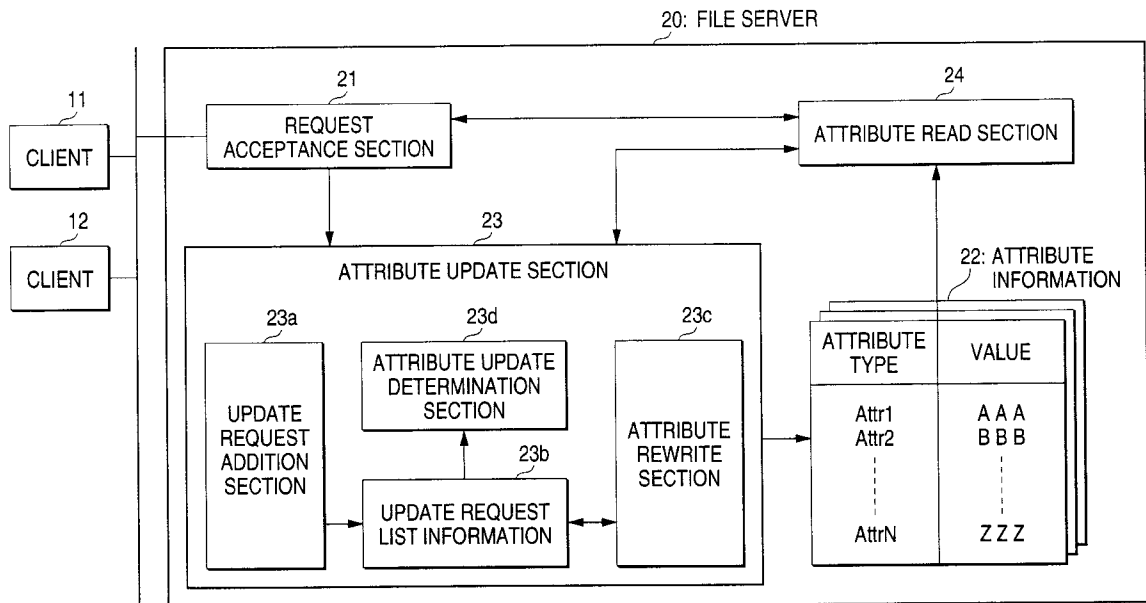 20: FILE SERVER
11
CLIENT
12
CLIENT
21
REQUEST
ACCEPTANCE SECTION
24
ATTRIBUTE READ SECTION
23
ATTRIBUTE UPDATE SECTION
23a
UPDATE
REQUEST
ADDITION
SECTION
23d
ATTRIBUTE UPDATE
DETERMINATION
SECTION
23b
UPDATE REQUEST
LIST INFORMATION
23c
ATTRIBUTE
REWRITE
SECTION
22: ATTRIBUTE
INFORMATION
ATTRIBUTE
TYPE
VALUE
Attr1 A A A
Attr2 B B B
AttrN Z Z Z